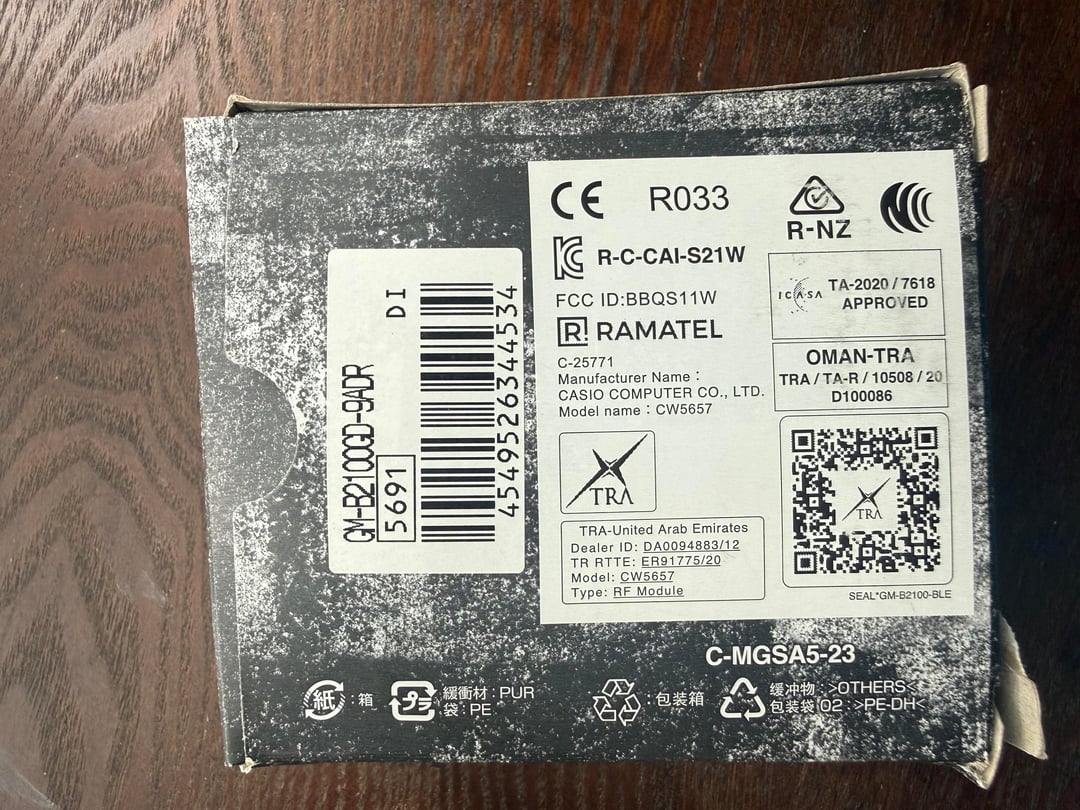 GM-B2100GD-9ADR
DI
5691
4549526344534
CE
R033
R-NZ
R-C-CAI-S21W
FCC ID:BBQS11W
RAMATEL
C-25771
Manufacturer Name :
CASIO COMPUTER CO., LTD.
Model name : CW5657
ICASA
TA-2020 / 7618
APPROVED
OMAN-TRA
TRA / TA-R / 10508 / 20
D100086
TRA
TRA-United Arab Emirates
Dealer ID: DA0094883/12
TR RTTE: ER91775/20
Model: CW5657
Type: RF Module
TRA
SEAL*GM-B2100-BLE
C-MGSA5-23
紙 : 箱
プラ 緩衝材 : PUR
袋 : PE
: 包装箱
缓冲物 : >OTHERS<
包装袋 02 : >PE-DH<